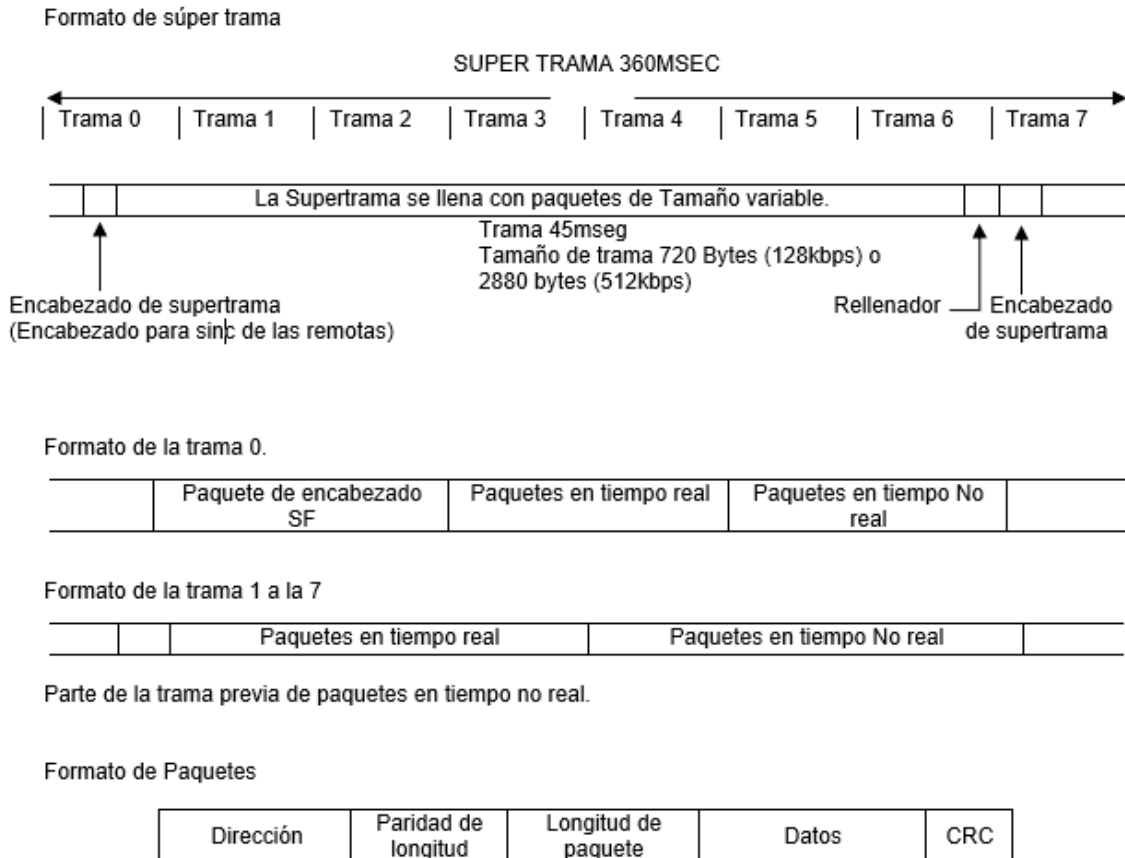 Formato de súper trama
SUPER TRAMA 360MSEC
Trama 0 Trama 1 Trama 2 Trama 3 Trama 4 Trama 5 Trama 6 Trama 7
La Supertrama se llena con paquetes de Tamaño variable.
Trama 45mseg
Tamaño de trama 720 Bytes (128kbps) o
2880 bytes (512kbps)
Encabezado de supertrama
(Encabezado para sinc de las remotas)
Rellenador
Encabezado
de supertrama
Formato de la trama 0.
Paquete de encabezado
SF
Paquetes en tiempo real
Paquetes en tiempo No
real
Formato de la trama 1 a la 7
Paquetes en tiempo real
Paquetes en tiempo No real
Parte de la trama previa de paquetes en tiempo no real.
Formato de Paquetes
Dirección
Paridad de
longitud
Longitud de
paquete
Datos
CRC